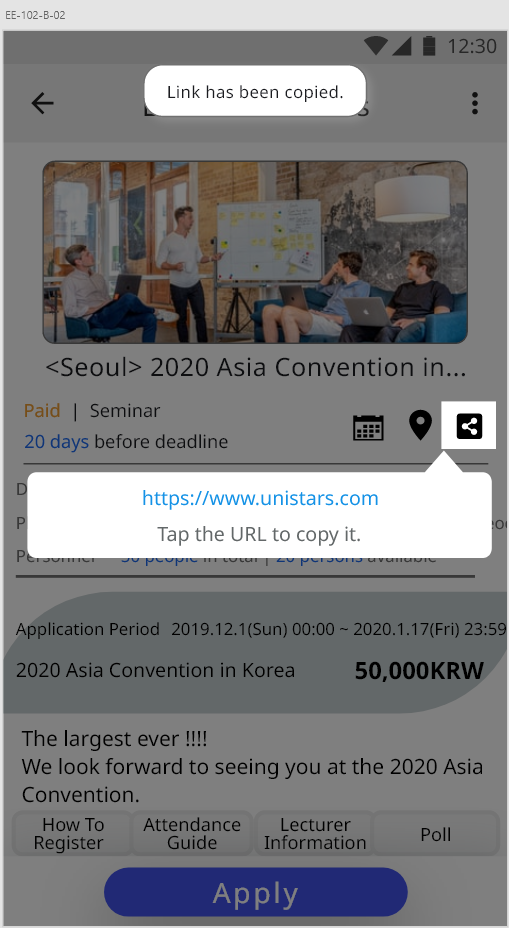 EE-102-B-02
12:30
Link has been copied.
<Seoul> 2020 Asia Convention in...
Paid | Seminar
20 days before deadline
https://www.unistars.com
Tap the URL to copy it.
Personnel 50 people in total | 20 persons available
Application Period 2019.12.1(Sun) 00:00 ~ 2020.1.17(Fri) 23:59
2020 Asia Convention in Korea 50,000KRW
The largest ever !!!!
We look forward to seeing you at the 2020 Asia
Convention.
How To
Register
Attendance
Guide
Lecturer
Information
Poll
Apply